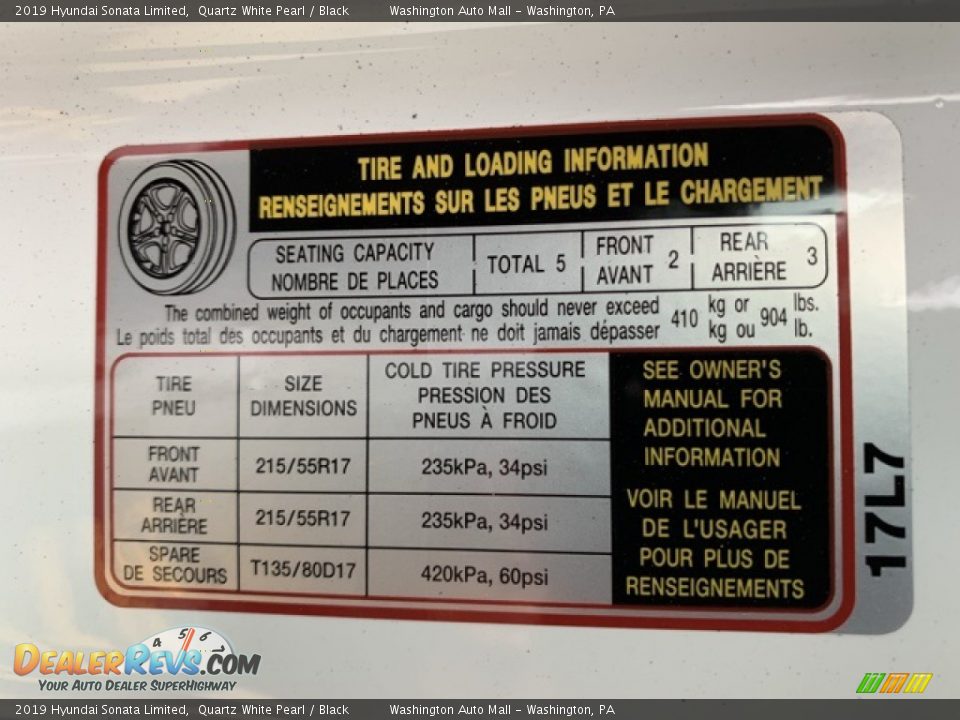 2019 Hyundai Sonata Limited,  Quartz White Pearl / Black          Washington Auto Mall - Washington, PA
TIRE AND LOADING INFORMATION
RENSEIGNEMENTS SUR LES PNEUS ET LE CHARGEMENT
SEATING CAPACITY
NOMBRE DE PLACES
TOTAL 5
FRONT
AVANT
2
REAR
ARRIÈRE
3
The combined weight of occupants and cargo should never exceed
Le poids total des occupants et du chargement ne doit jamais dépasser
410
kg or
kg ou
904
lbs.
lb.
TIRE
PNEU
SIZE
DIMENSIONS
COLD TIRE PRESSURE
PRESSION DES
PNEUS À FROID
FRONT
AVANT
215/55R17
235kPa, 34psi
REAR
ARRIÈRE
215/55R17
235kPa, 34psi
SPARE
DE SECOURS
T135/80D17
420kPa, 60psi
SEE OWNER'S
MANUAL FOR
ADDITIONAL
INFORMATION
VOIR LE MANUEL
DE L'USAGER
POUR PLUS DE
RENSEIGNEMENTS
17L7
4 5 6
DEALERREVS.COM
YOUR AUTO DEALER SUPERHIGHWAY
2019 Hyundai Sonata Limited,  Quartz White Pearl / Black          Washington Auto Mall - Washington, PA